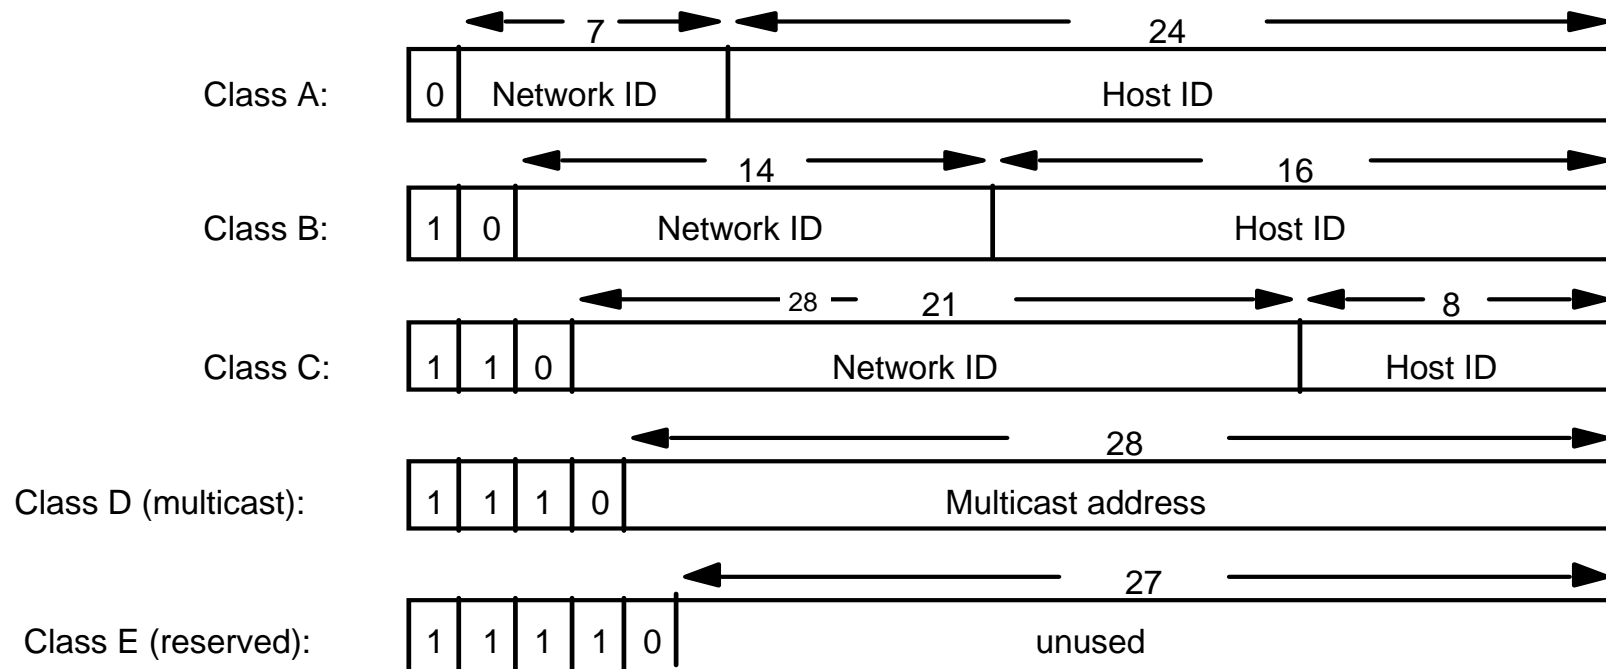 7 24
Class A: 0 Network ID Host ID
14 16
Class B: 1 0 Network ID Host ID
28 21 8
Class C: 1 1 0 Network ID Host ID
28
Class D (multicast): 1 1 1 0 Multicast address
27
Class E (reserved): 1 1 1 1 0 unused